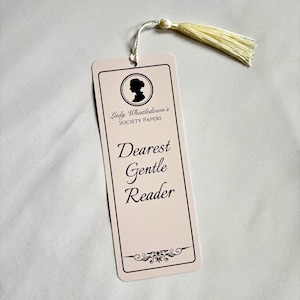 Lady Whistledown's
SOCIETY PAPERS
Dearest
Gentle
Reader